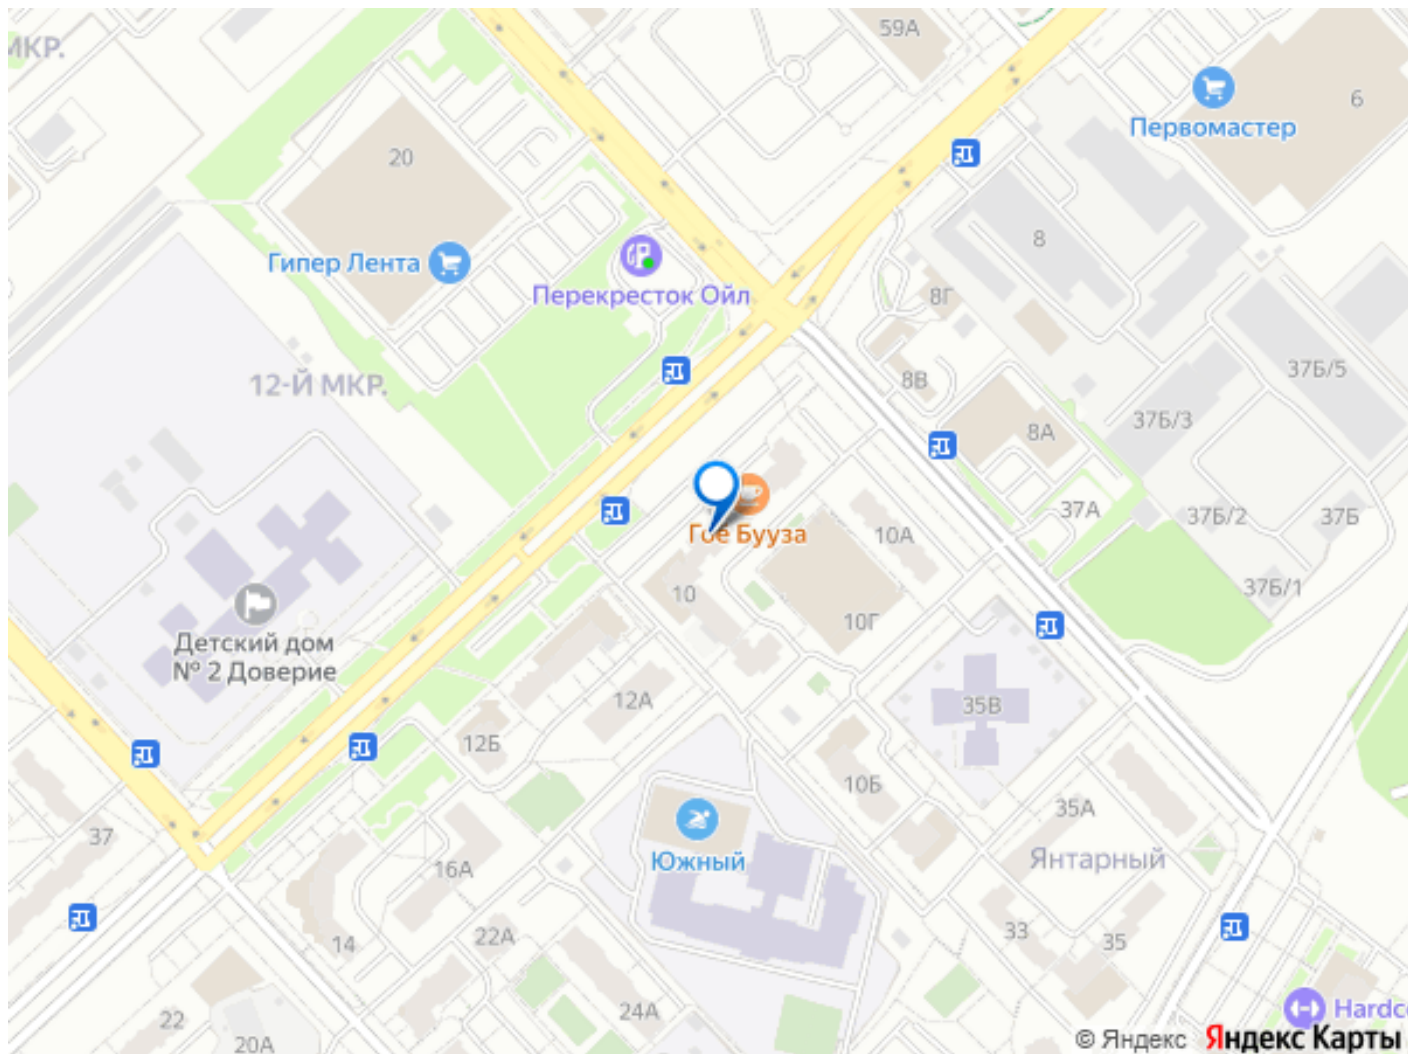 МКР.
59А
6
Первомастер
20
8
Гипер Лента
Перекресток Ойл
8Г
12-Й МКР.
8В
37Б/5
37Б/3
8А
37А
37Б/2
37Б
Гоё Бууза
10А
10
37Б/1
10Г
Детский дом
№ 2 Доверие
12А
35В
12Б
10Б
35А
37
Южный
Янтарный
16А
14
22А
33
35
24А
22
20А
Hardco
© Яндекс
Яндекс Карты